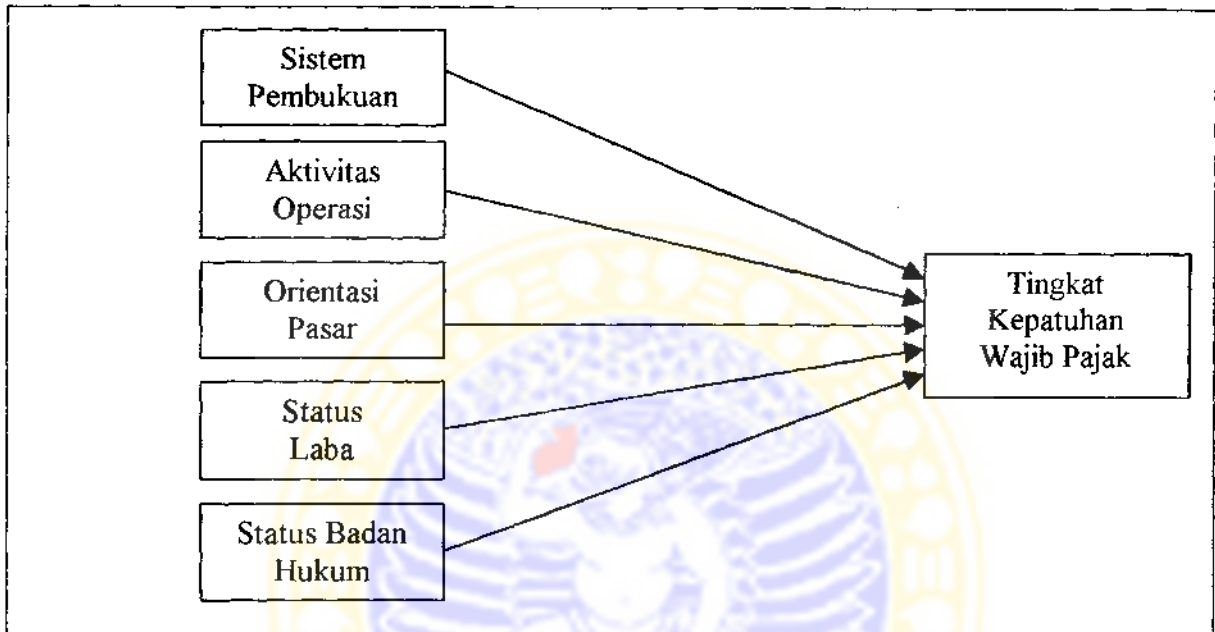 Sistem
Pembukuan
Aktivitas
Operasi
Orientasi
Pasar
Status
Laba
Status Badan
Hukum
Tingkat
Kepatuhan
Wajib Pajak